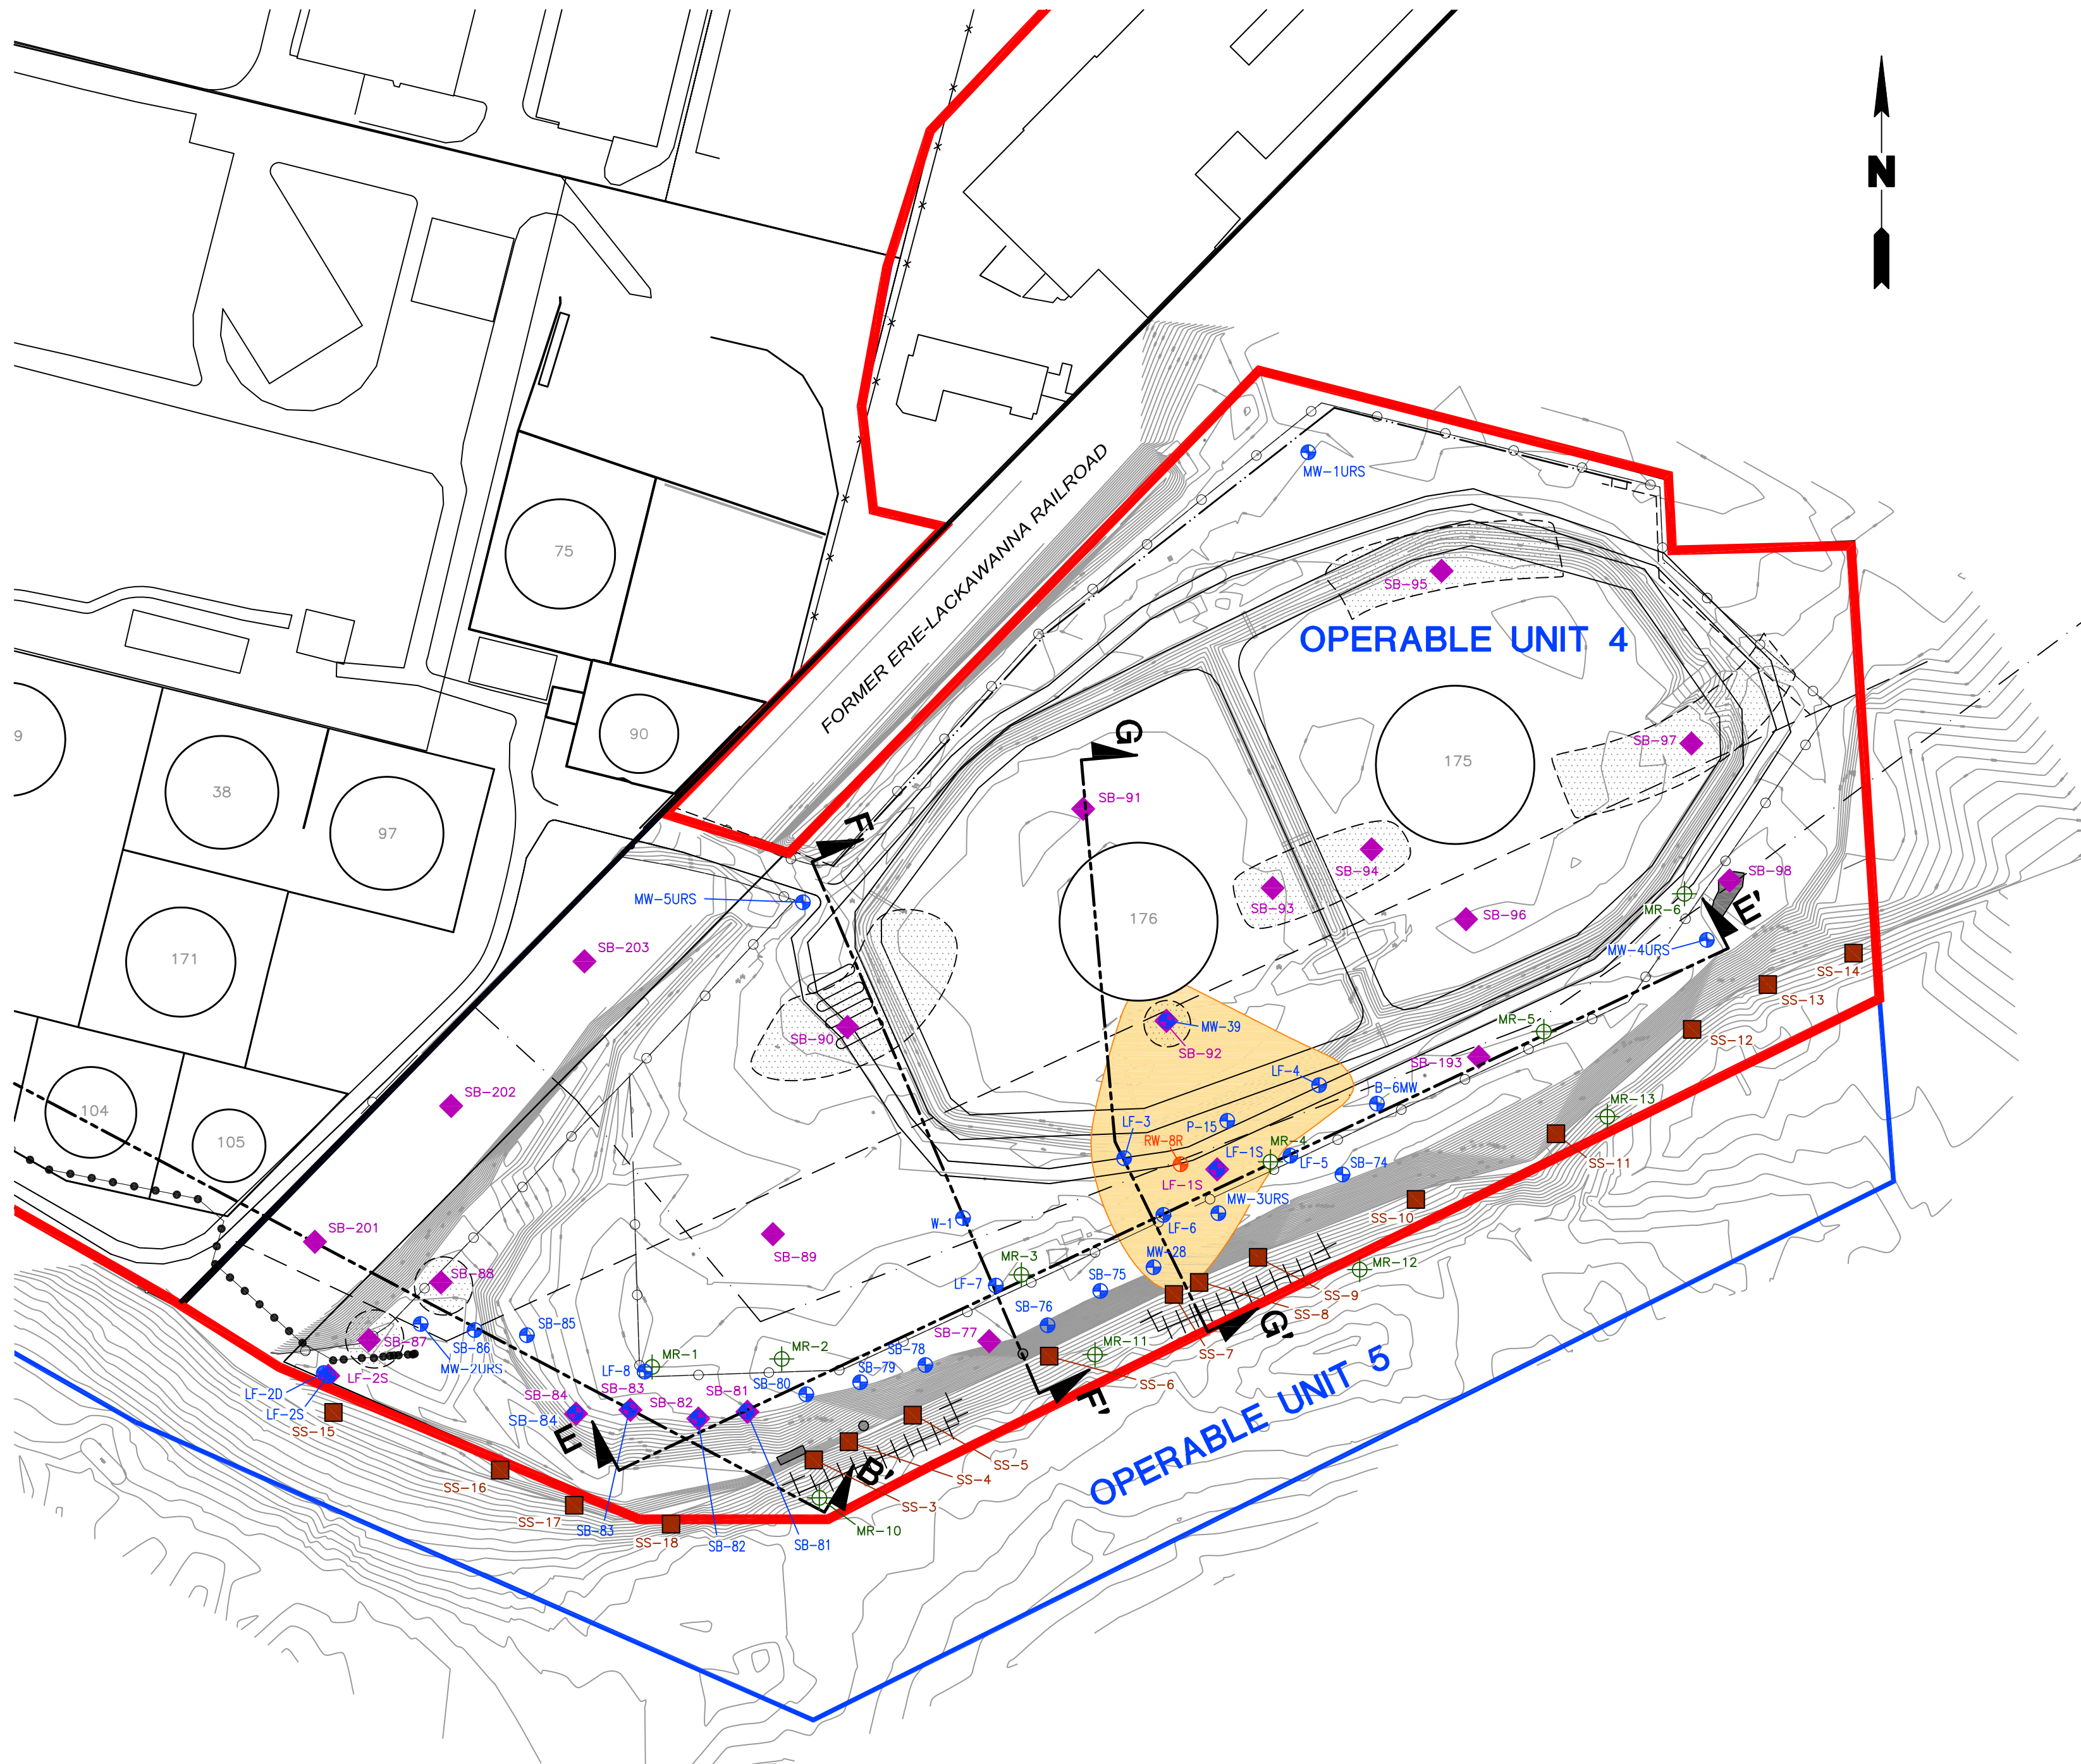 N
FORMER ERIE-LACKAWANNA RAILROAD
MW-1URS
75
SB-95
OPERABLE UNIT 4
90
9
G
SB-97
175
38
SB-91
97
F
SB-94
SB-98
MW-5URS
SB-93
SB-96
MR-6
E'
176
MW-4URS
SB-203
171
SS-14
SS-13
MW-39
MR-5
SB-90
SB-92
SS-12
SB-193
LF-4
B-6MW
SB-202
104
MR-13
LF-3
P-15
105
RW-8R
MR-4
LF-1S
LF-5
SB-74
SS-11
LF-1S
MW-3URS
SS-10
W-1
LF-6
SB-201
SB-89
MW-28
MR-3
MR-12
SB-88
LF-7
SB-75
SS-9
SB-76
SS-8
G'
SB-85
SB-87
SB-86
SB-77
MR-11
SS-7
MW-2URS
MR-1
MR-2
SB-78
LF-2S
LF-8
SB-79
SS-6
LF-2D
SB-80
SB-84
SB-83
SB-82
SB-81
F'
LF-2S
SB-84
OPERABLE UNIT 5
SS-15
E
SS-5
B'
SS-4
SS-16
SS-3
SS-17
SB-83
MR-10
SS-18
SB-82
SB-81